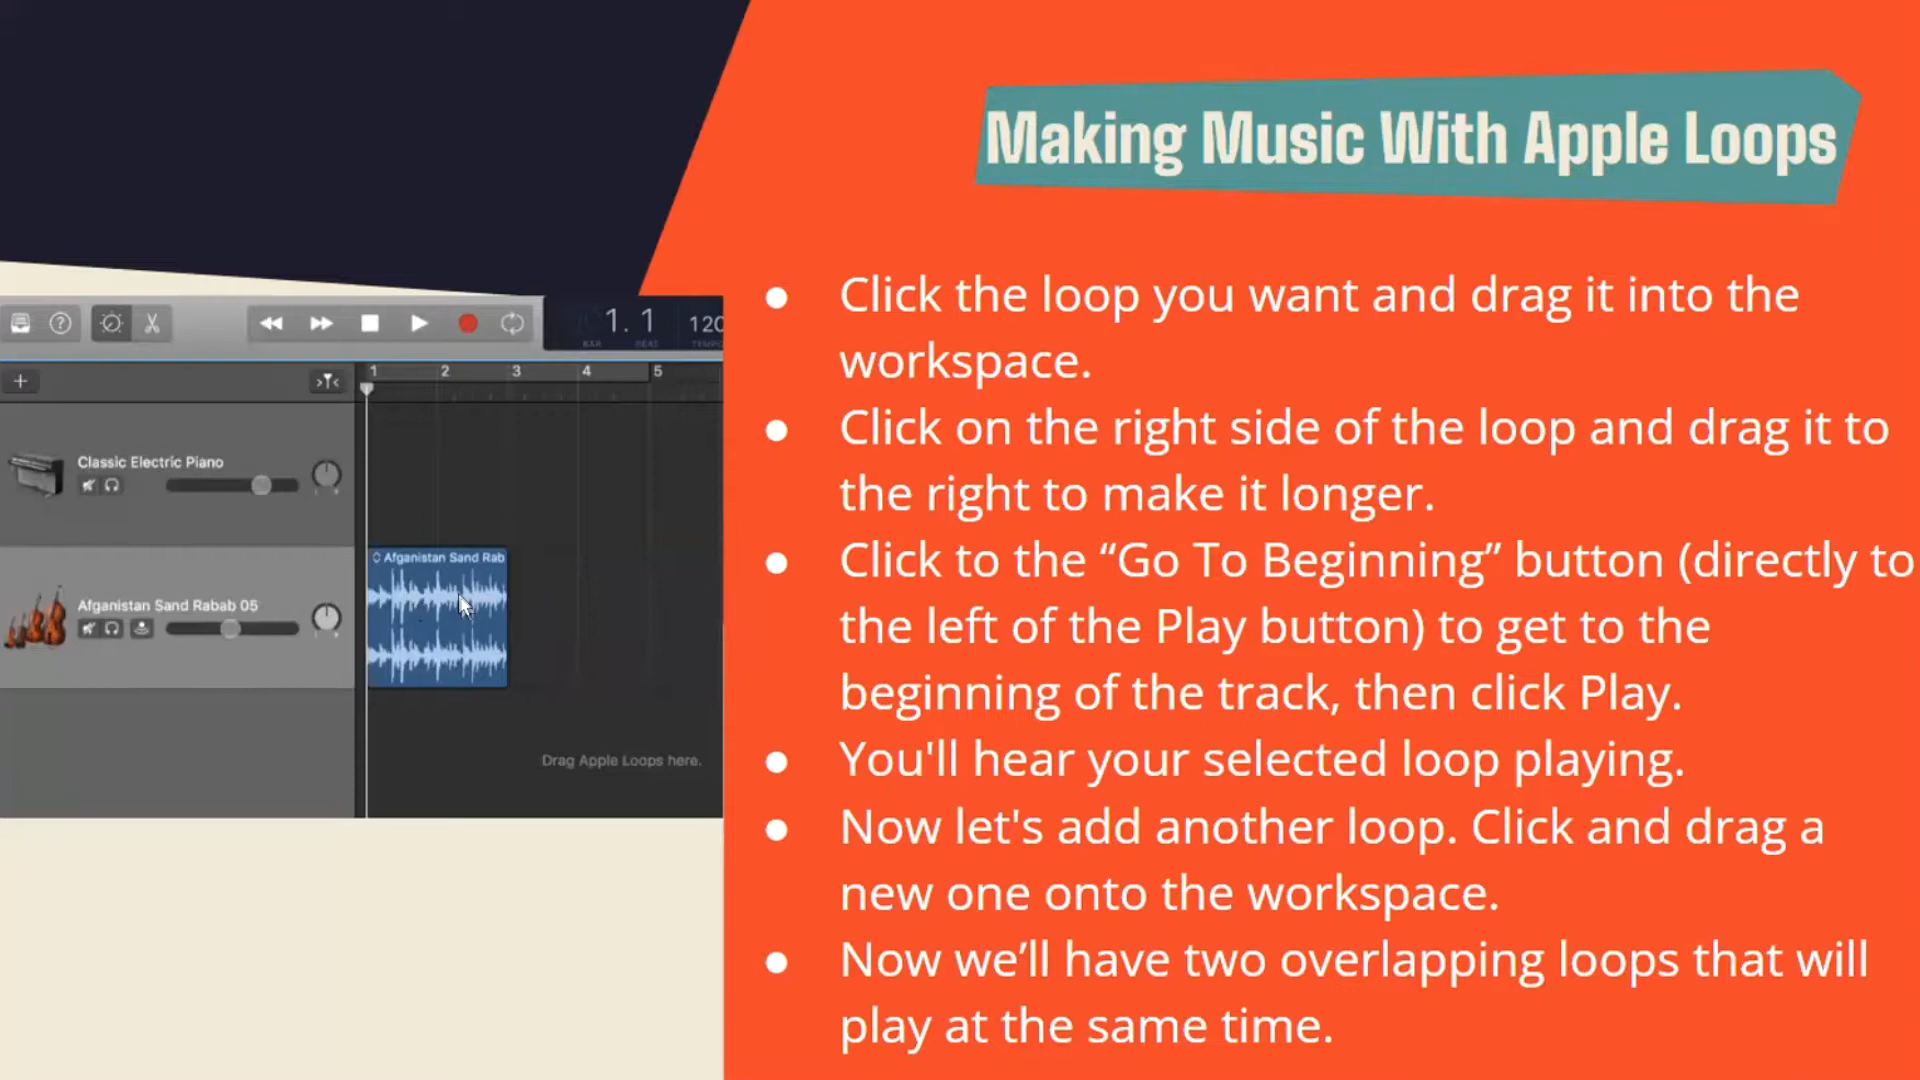 Making Music With Apple Loops
● Click the loop you want and drag it into the
workspace.
● Click on the right side of the loop and drag it to
the right to make it longer.
● Click to the “Go To Beginning” button (directly to
the left of the Play button) to get to the
beginning of the track, then click Play.
● You'll hear your selected loop playing.
● Now let's add another loop. Click and drag a
new one onto the workspace.
● Now we’ll have two overlapping loops that will
play at the same time.
1. 1 120
BAR BEAT TEMPO
1 2 3 4 5
Classic Electric Piano
Afganistan Sand Rab
Afganistan Sand Rabab 05
Drag Apple Loops here.